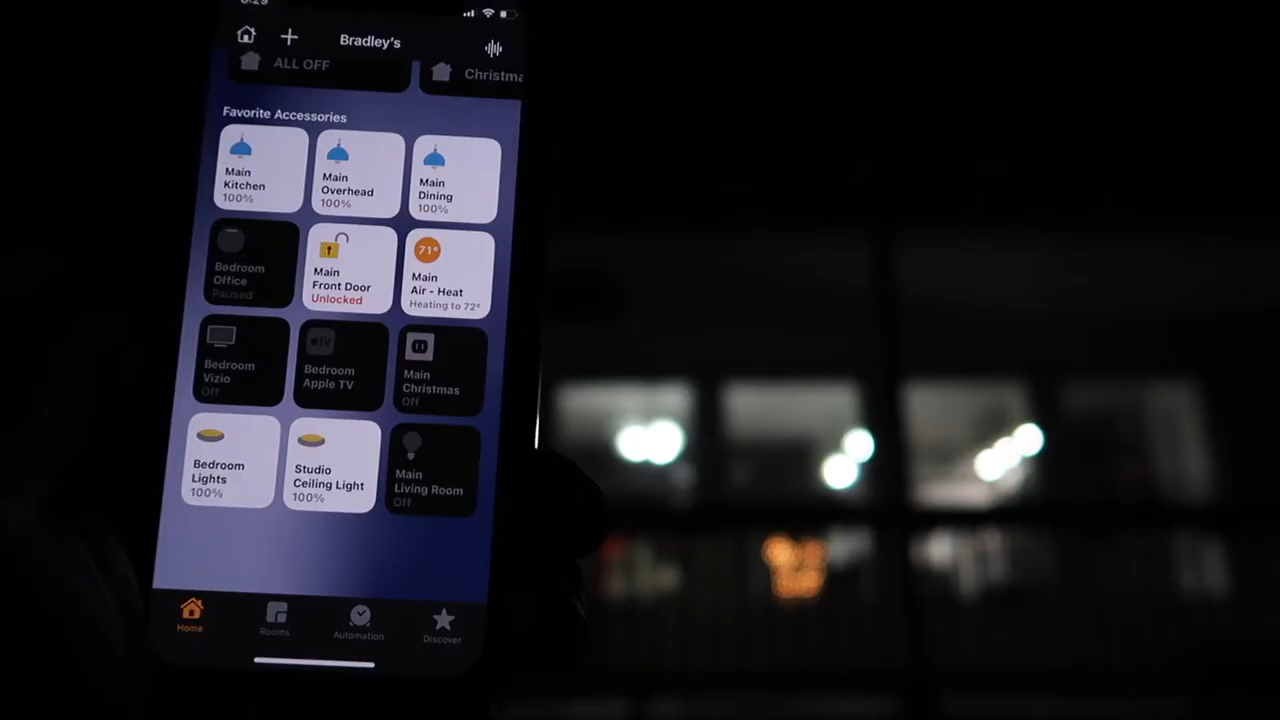 Bradley's
ALL OFF
Christma
Favorite Accessories
Main
Kitchen
100%
Main
Overhead
100%
Main
Dining
100%
Bedroom
Office
Paused
Main
Front Door
Unlocked
71°
Main
Air - Heat
Heating to 72°
Bedroom
Vizio
Off
tv
Bedroom
Apple TV
Main
Christmas
Off
Bedroom
Lights
100%
Studio
Ceiling Light
100%
Main
Living Room
Off
Home
Rooms
Automation
Discover